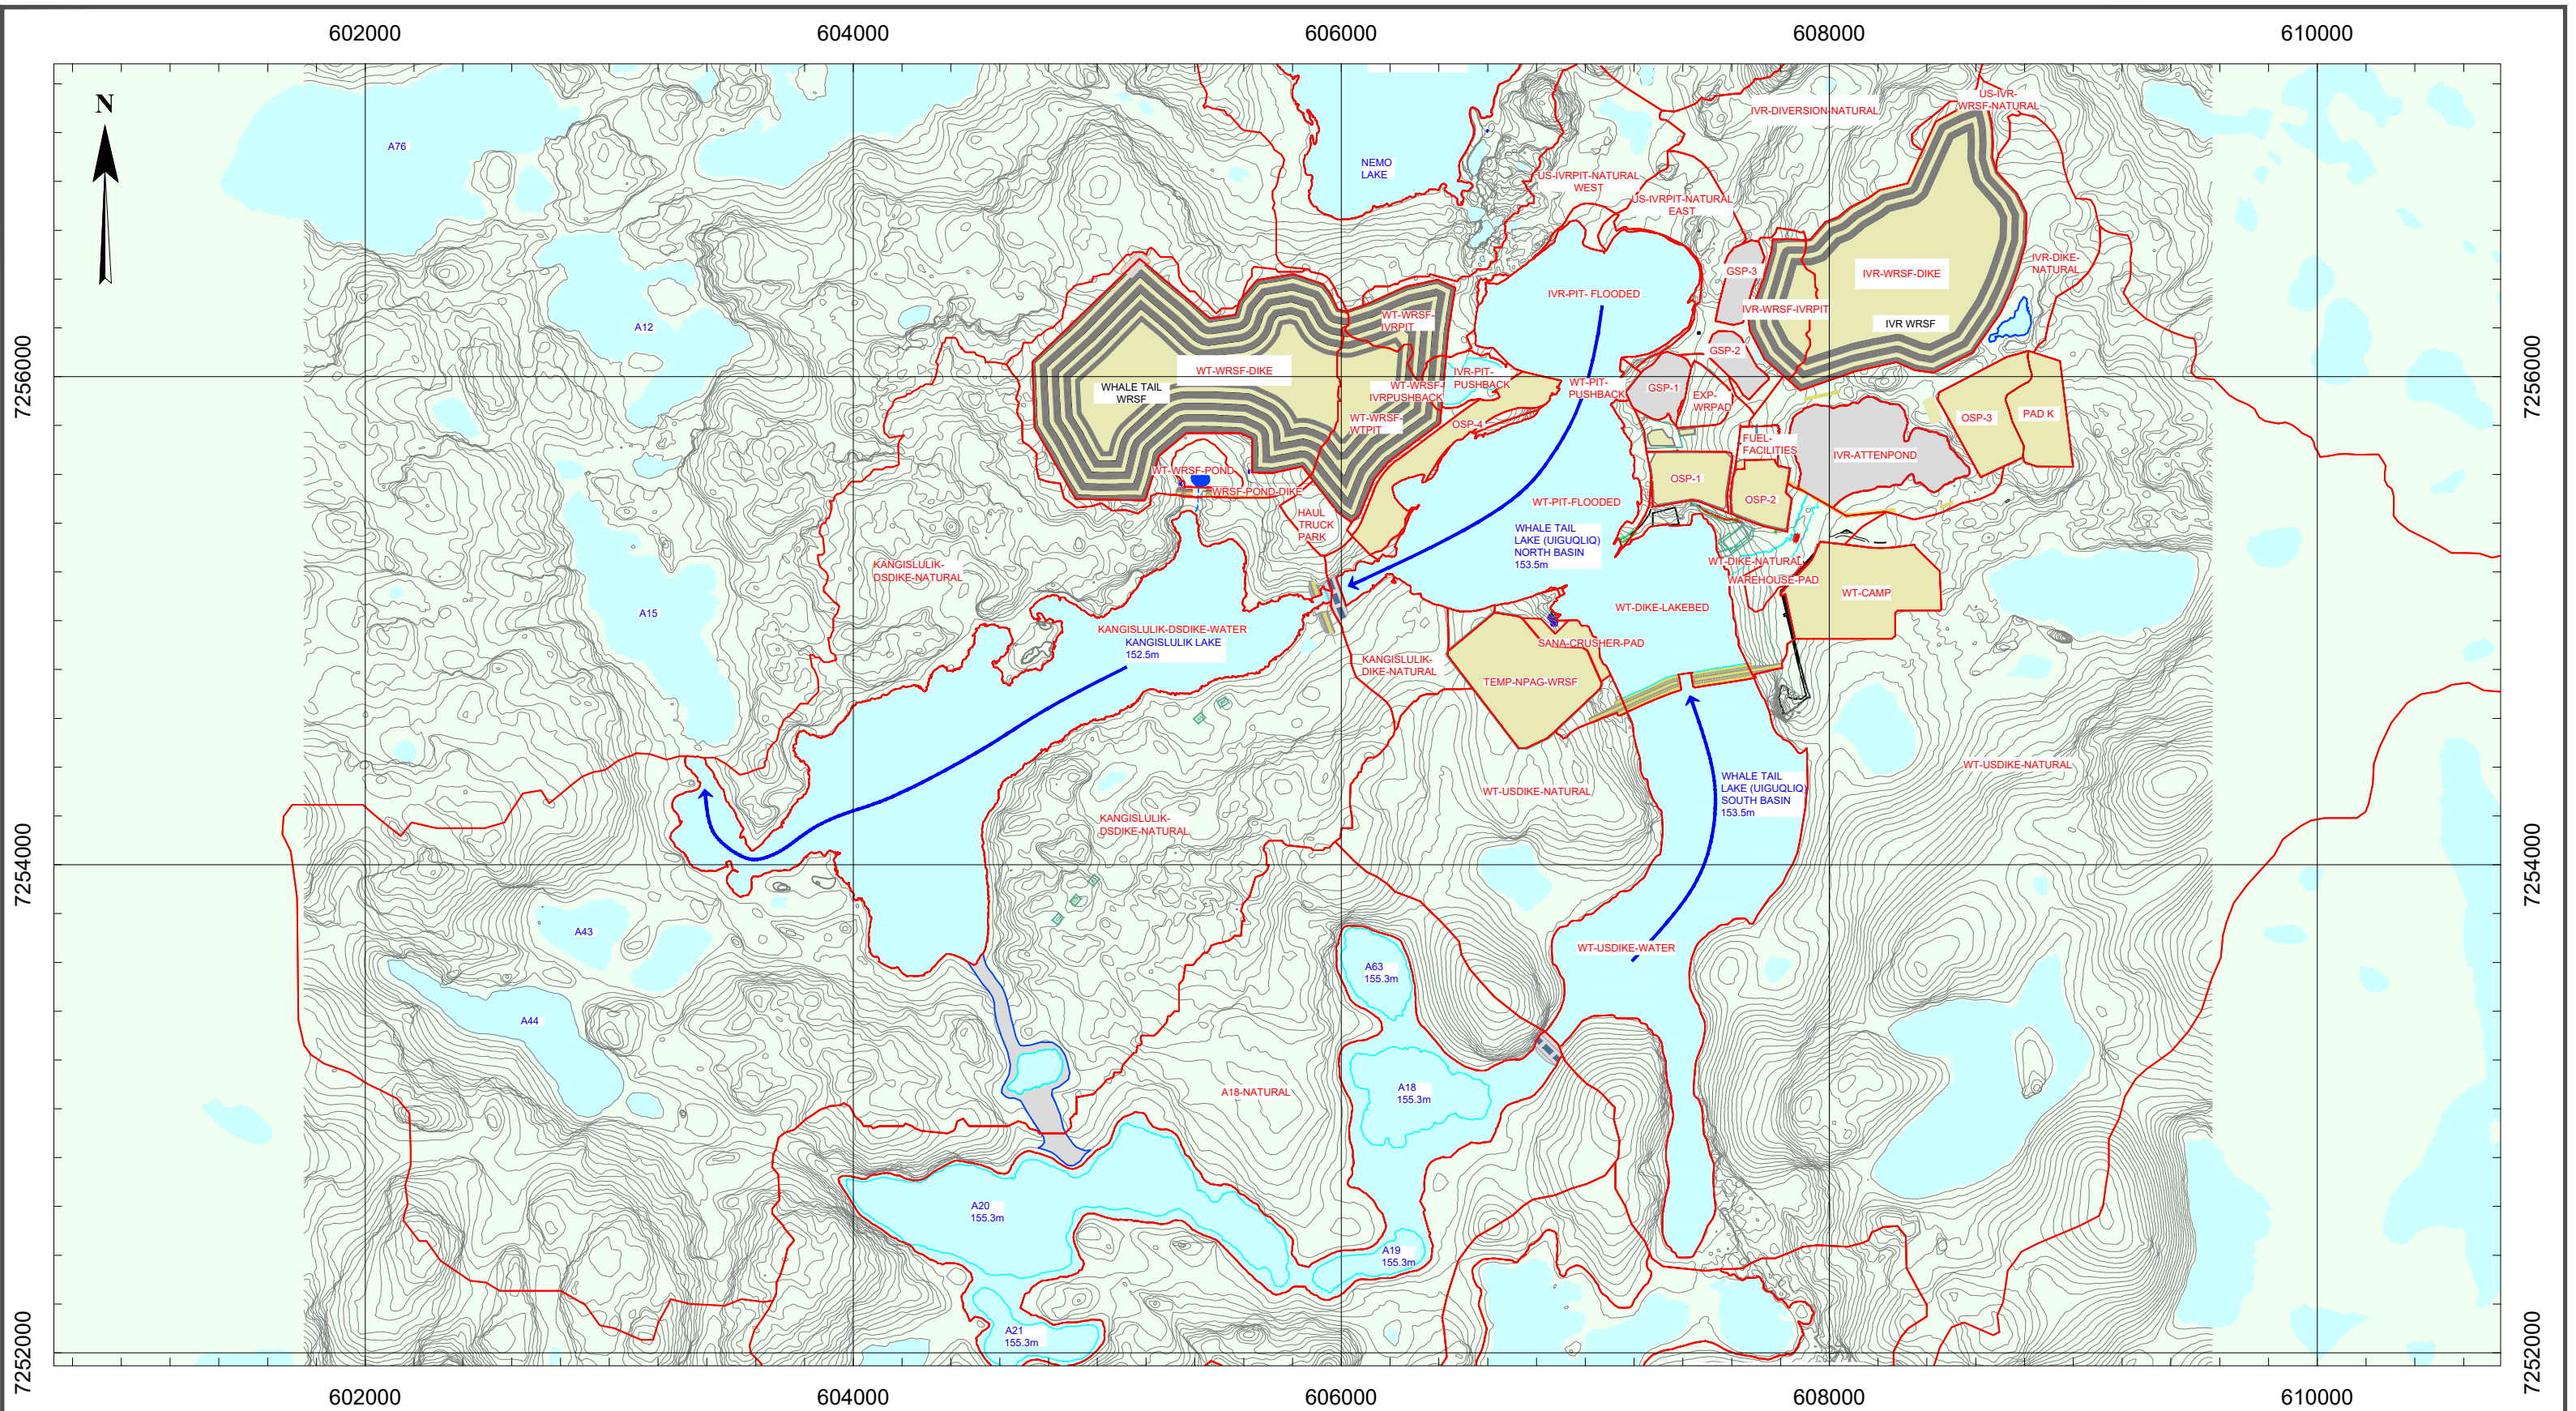 602000
604000
606000
608000
610000
N
7256000
7254000
7252000
7256000
7254000
7252000
A76
NEMO
LAKE
IVR-DIVERSION-NATURAL
US-IVR-
WRSF-NATURAL
US-IVRPIT-NATURAL
WEST
US-IVRPIT-NATURAL
EAST
GSP-3
IVR-WRSF-DIKE
IVR-DIKE-
NATURAL
IVR-PIT- FLOODED
IVR-WRSF-IVRPIT
IVR WRSF
A12
WT-WRSF-
IVRPIT
GSP-2
WT-WRSF-DIKE
IVR-PIT-
PUSHBACK
WHALE TAIL
WRSF
WT-WRSF-
IVRPUSHBACK
WT-PIT-
PUSHBACK
GSP-1
EXP-
WRPAD
WT-WRSF-
WTPIT
OSP-4
OSP-3
PAD K
FUEL-
FACILITIES
IVR-ATTENPOND
WT-WRSF-POND
WRSF-POND-DIKE
OSP-1
OSP-2
HAUL
TRUCK
PARK
WT-PIT-FLOODED
WHALE TAIL
LAKE (UIGUQLIQ)
NORTH BASIN
153.5m
KANGISLULIK-
DSDIKE-NATURAL
WT-DIKE-NATURAL
WAREHOUSE-PAD
WT-CAMP
A15
WT-DIKE-LAKEBED
KANGISLULIK-DSDIKE-WATER
KANGISLULIK LAKE
152.5m
SANA-CRUSHER-PAD
KANGISLULIK-
DIKE-NATURAL
TEMP-NPAG-WRSF
WT-USDIKE-NATURAL
WT-USDIKE-NATURAL
WHALE TAIL
LAKE (UIGUQLIQ)
SOUTH BASIN
153.5m
KANGISLULIK-
DSDIKE-NATURAL
A43
WT-USDIKE-WATER
A63
155.3m
A44
A18-NATURAL
A18
155.3m
A20
155.3m
A19
155.3m
A21
155.3m
602000
604000
606000
608000
610000